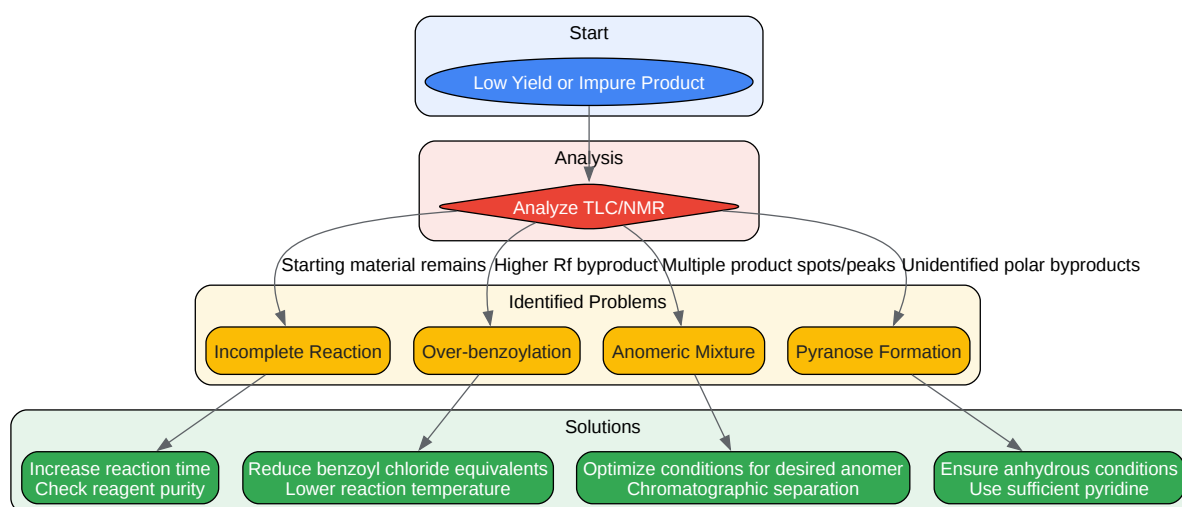 Start
Low Yield or Impure Product
Analysis
Analyze TLC/NMR
Starting material remains
Higher Rf byproduct
Multiple product spots/peaks
Unidentified polar byproducts
Identified Problems
Incomplete Reaction
Over-benzoylation
Anomeric Mixture
Pyranose Formation
Solutions
Increase reaction time
Check reagent purity
Reduce benzoyl chloride equivalents
Lower reaction temperature
Optimize conditions for desired anomer
Chromatographic separation
Ensure anhydrous conditions
Use sufficient pyridine